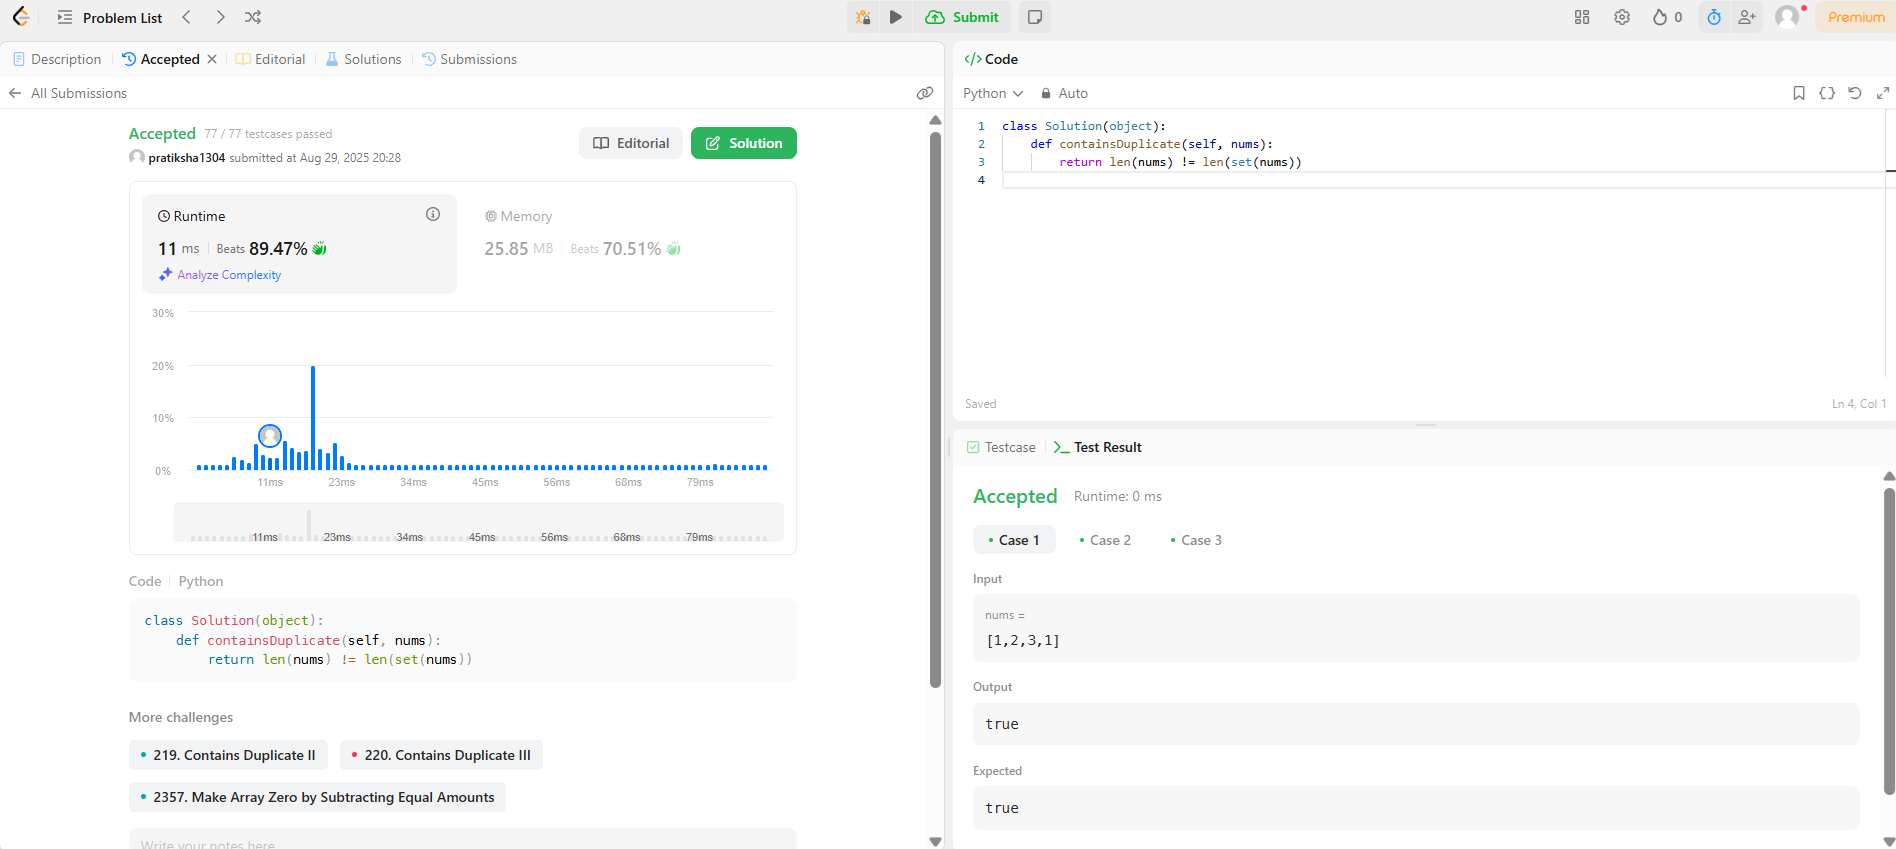 Problem List
Submit
0
Premium
Description
Accepted
Editorial
Solutions
Submissions
All Submissions
Accepted 77 / 77 testcases passed
pratiksha1304 submitted at Aug 29, 2025 20:28
Editorial
Solution
Runtime
11 ms Beats 89.47%
Analyze Complexity
Memory
25.85 MB Beats 70.51%
30%
20%
10%
0%
11ms 23ms 34ms 45ms 56ms 68ms 79ms
11ms 23ms 34ms 45ms 56ms 68ms 79ms
Code Python
class Solution(object):
    def containsDuplicate(self, nums):
        return len(nums) != len(set(nums))
More challenges
219. Contains Duplicate II
220. Contains Duplicate III
2357. Make Array Zero by Subtracting Equal Amounts
Write your notes here
</> Code
Python
Auto
1 class Solution(object):
2     def containsDuplicate(self, nums):
3         return len(nums) != len(set(nums))
4
Saved
Ln 4, Col 1
Testcase
Test Result
Accepted Runtime: 0 ms
Case 1
Case 2
Case 3
Input
nums =
[1,2,3,1]
Output
true
Expected
true